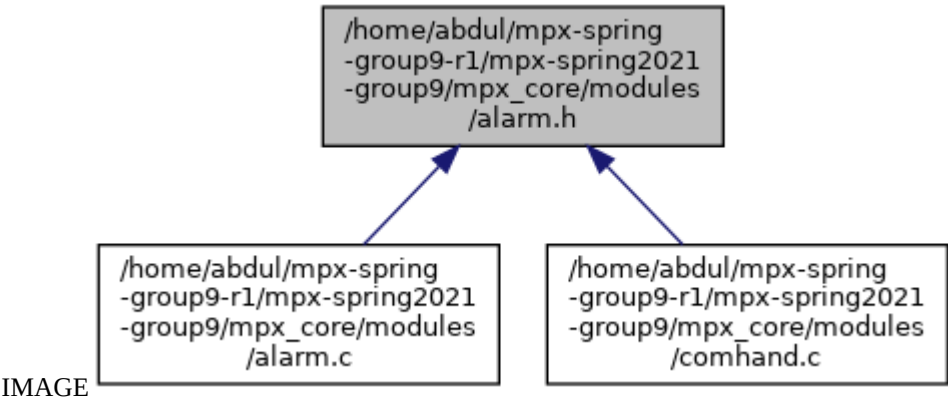 /home/abdul/mpx-spring
-group9-r1/mpx-spring2021
-group9/mpx_core/modules
/alarm.h
/home/abdul/mpx-spring
-group9-r1/mpx-spring2021
-group9/mpx_core/modules
/alarm.c
/home/abdul/mpx-spring
-group9-r1/mpx-spring2021
-group9/mpx_core/modules
/comhand.c
IMAGE